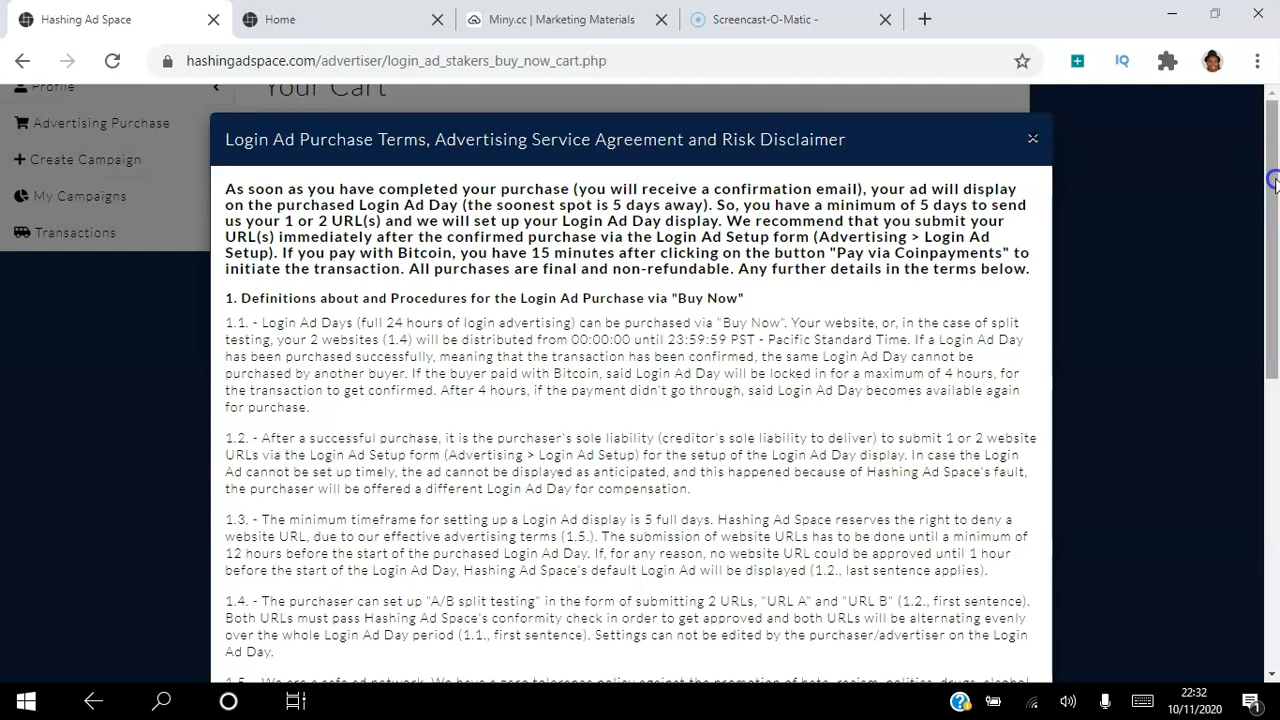 Hashing Ad Space
Home
Miny.cc | Marketing Materials
Screencast-O-Matic -
hashingadspace.com/advertiser/login_ad_stakers_buy_now_cart.php
Profile
Your Cart
Advertising Purchase
Create Campaign
My Campaigns
Transactions
Login Ad Purchase Terms, Advertising Service Agreement and Risk Disclaimer
As soon as you have completed your purchase (you will receive a confirmation email), your ad will display
on the purchased Login Ad Day (the soonest spot is 5 days away). So, you have a minimum of 5 days to send
us your 1 or 2 URL(s) and we will set up your Login Ad Day display. We recommend that you submit your
URL(s) immediately after the confirmed purchase via the Login Ad Setup form (Advertising > Login Ad
Setup). If you pay with Bitcoin, you have 15 minutes after clicking on the button "Pay via Coinpayments" to
initiate the transaction. All purchases are final and non-refundable. Any further details in the terms below.
1. Definitions about and Procedures for the Login Ad Purchase via "Buy Now"
1.1. - Login Ad Days (full 24 hours of login advertising) can be purchased via "Buy Now". Your website, or, in the case of split
testing, your 2 websites (1.4) will be distributed from 00:00:00 until 23:59:59 PST - Pacific Standard Time. If a Login Ad Day
has been purchased successfully, meaning that the transaction has been confirmed, the same Login Ad Day cannot be
purchased by another buyer. If the buyer paid with Bitcoin, said Login Ad Day will be locked in for a maximum of 4 hours, for
the transaction to get confirmed. After 4 hours, if the payment didn't go through, said Login Ad Day becomes available again
for purchase.
1.2. - After a successful purchase, it is the purchaser's sole liability (creditor's sole liability to deliver) to submit 1 or 2 website
URLs via the Login Ad Setup form (Advertising > Login Ad Setup) for the setup of the Login Ad Day display. In case the Login
Ad cannot be set up timely, the ad cannot be displayed as anticipated, and this happened because of Hashing Ad Space's fault,
the purchaser will be offered a different Login Ad Day for compensation.
1.3. - The minimum timeframe for setting up a Login Ad display is 5 full days. Hashing Ad Space reserves the right to deny a
website URL, due to our effective advertising terms (1.5.). The submission of website URLs has to be done until a minimum of
12 hours before the start of the purchased Login Ad Day. If, for any reason, no website URL could be approved until 1 hour
before the start of the Login Ad Day, Hashing Ad Space's default Login Ad will be displayed (1.2., last sentence applies).
1.4. - The purchaser can set up "A/B split testing" in the form of submitting 2 URLs, "URL A" and "URL B" (1.2., first sentence).
Both URLs must pass Hashing Ad Space's conformity check in order to get approved and both URLs will be alternating evenly
over the whole Login Ad Day period (1.1., first sentence). Settings can not be edited by the purchaser/advertiser on the Login
Ad Day.
1.5. - We are a safe ad network. We have a zero tolerance policy against the promotion of hate, racism, politics, drugs, alcohol
22:32
10/11/2020